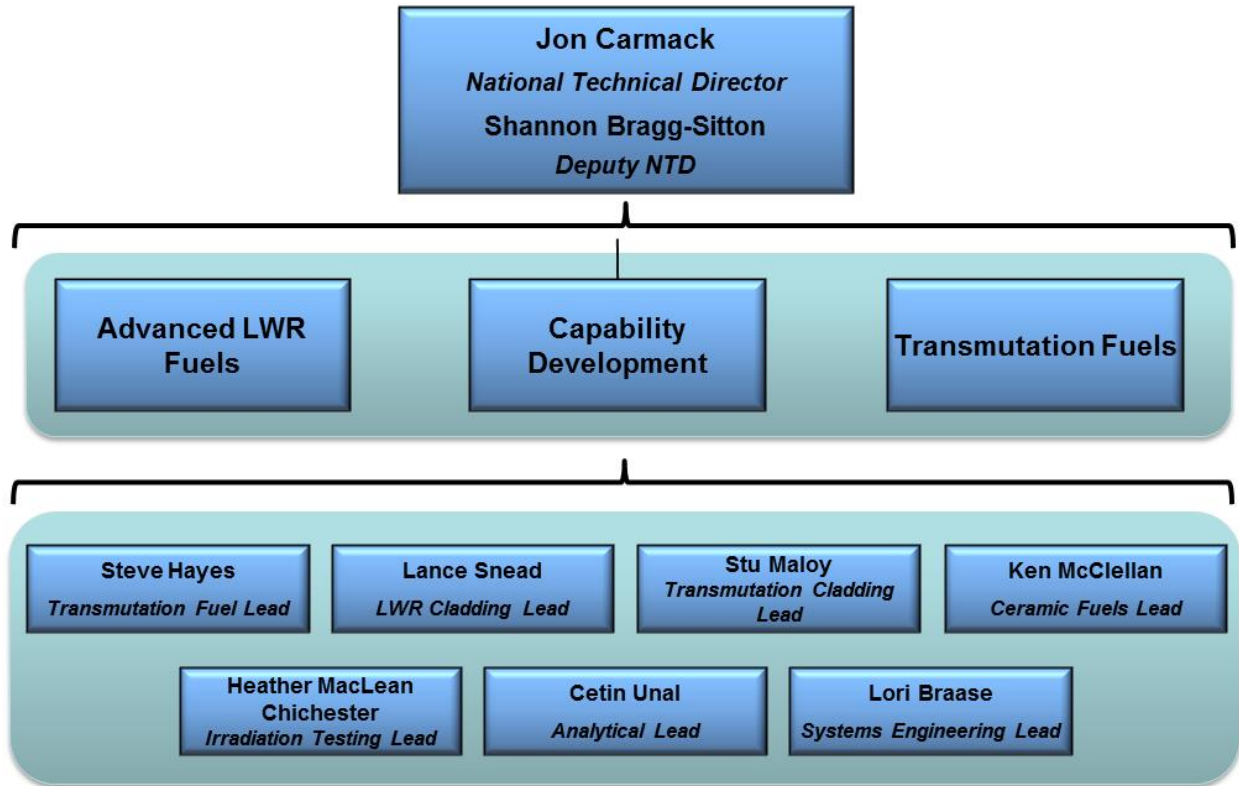 Jon Carmack
National Technical Director
Shannon Bragg-Sitton
Deputy NTD
Advanced LWR
Fuels
Capability
Development
Transmutation Fuels
Steve Hayes
Transmutation Fuel Lead
Lance Snead
LWR Cladding Lead
Stu Maloy
Transmutation Cladding
Lead
Ken McClellan
Ceramic Fuels Lead
Heather MacLean
Chichester
Irradiation Testing Lead
Cetin Unal
Analytical Lead
Lori Braase
Systems Engineering Lead